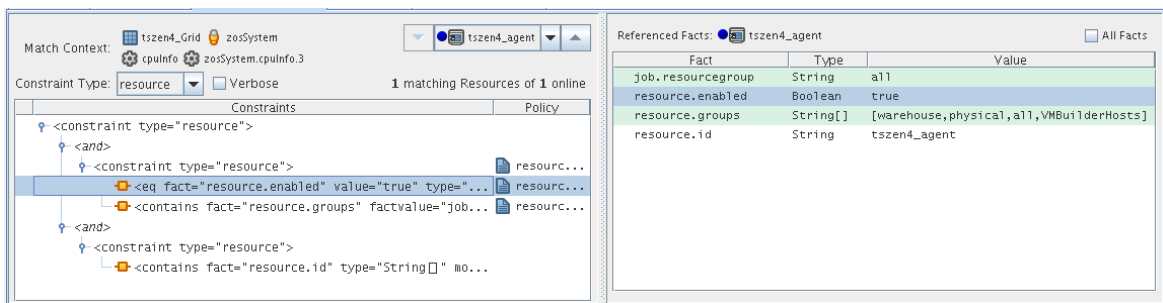 Match Context: tszen4_Grid zosSystem
cpuInfo zosSystem.cpuInfo.3
tszen4_agent
Constraint Type: resource Verbose 1 matching Resources of 1 online
Constraints Policy
<constraint type="resource">
<and>
<constraint type="resource"> resourc...
<eq fact="resource.enabled" value="true" type="... resourc...
<contains fact="resource.groups" factvalue="job... resourc...
<and>
<constraint type="resource">
<contains fact="resource.id" type="String[]" mo...
Referenced Facts: tszen4_agent All Facts
Fact Type Value
job.resourcegroup String all
resource.enabled Boolean true
resource.groups String[] [warehouse,physical,all,VMBuilderHosts]
resource.id String tszen4_agent